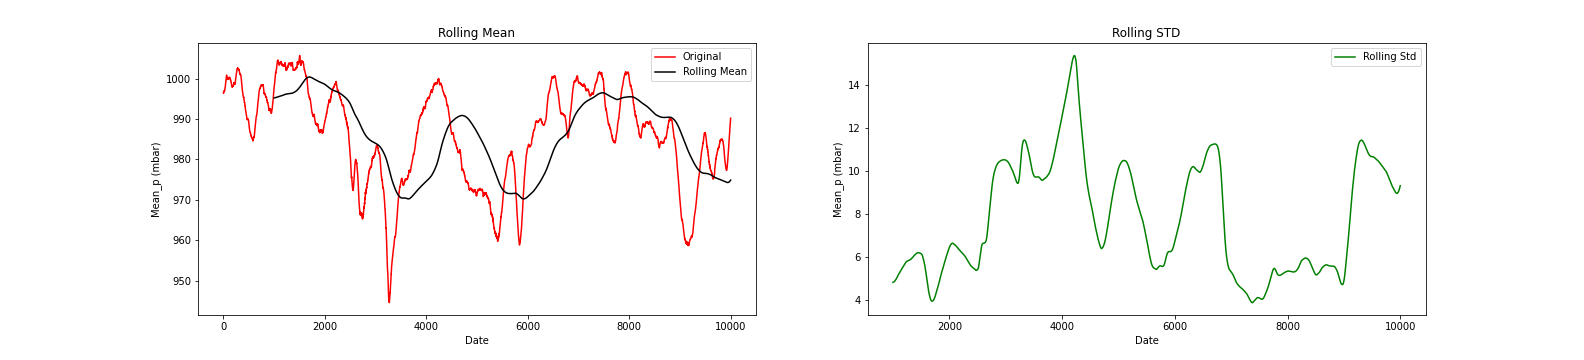 Rolling Mean
Original
Rolling Mean
Mean_p (mbar)
1000
990
980
970
960
950
0
2000
4000
6000
8000
10000
Date
Rolling STD
Rolling Std
Mean_p (mbar)
14
12
10
8
6
4
2000
4000
6000
8000
10000
Date